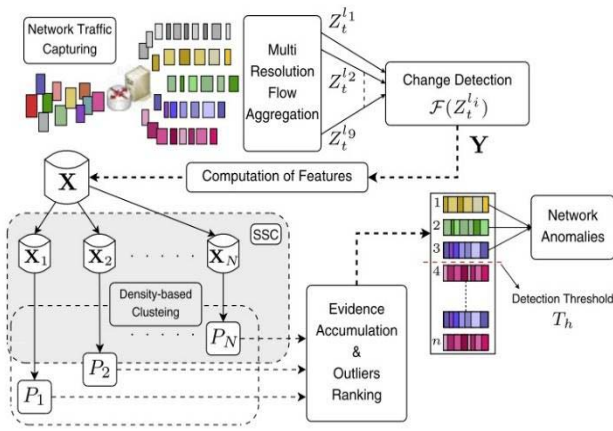 Network Traffic
Capturing
Multi
Resolution
Flow
Aggregation
Z_t^{l_1}
Z_t^{l_2}
Z_t^{l_9}
Change Detection
F(Z_t^{l_i})
Y
Computation of Features
X
SSC
X_1 X_2 . . . . . X_N
Density-based
Clusteing
. . . . .
P_1
P_2
P_N
Evidence
Accumulation
&
Outliers
Ranking
1
2
3
4
n
Network
Anomalies
Detection Threshold
T_h